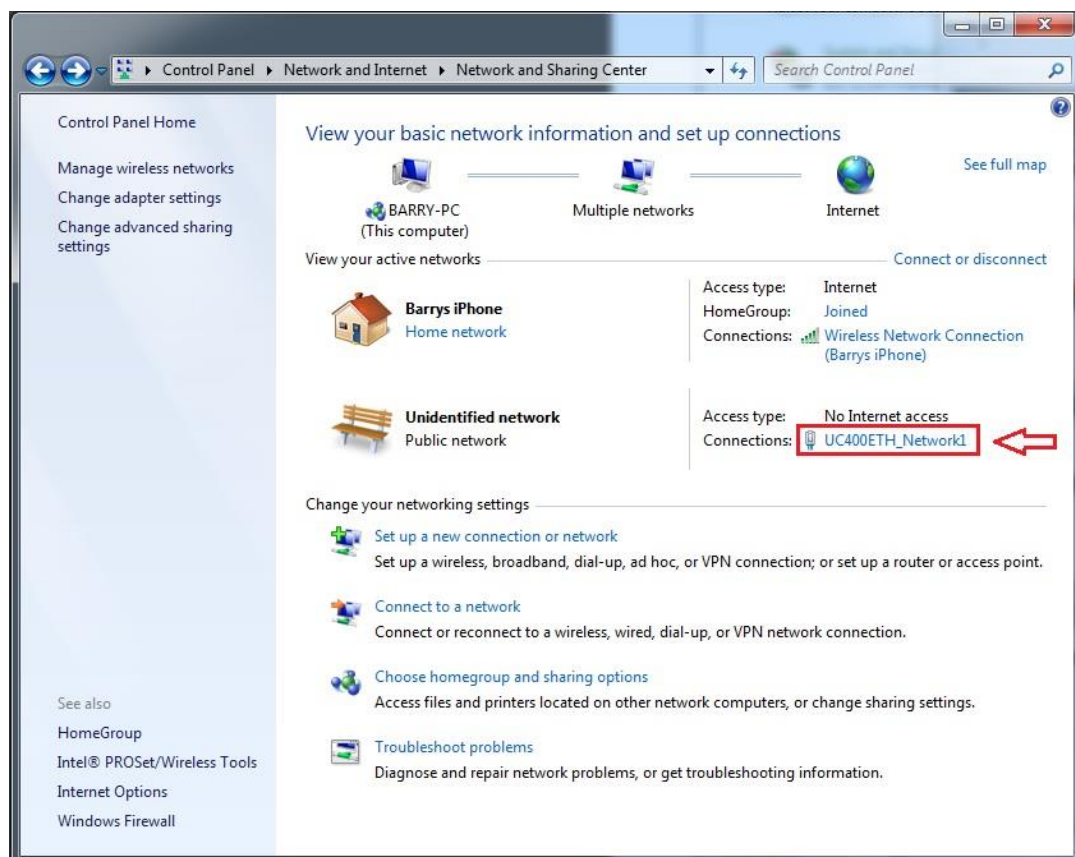 Control Panel ▸ Network and Internet ▸ Network and Sharing Center
Search Control Panel
Control Panel Home
Manage wireless networks
Change adapter settings
Change advanced sharing
settings
View your basic network information and set up connections
See full map
BARRY-PC
(This computer)
Multiple networks
Internet
View your active networks
Connect or disconnect
Barrys iPhone
Home network
Access type: Internet
HomeGroup: Joined
Connections: Wireless Network Connection
(Barrys iPhone)
Unidentified network
Public network
Access type: No Internet access
Connections: UC400ETH_Network1
Change your networking settings
Set up a new connection or network
Set up a wireless, broadband, dial-up, ad hoc, or VPN connection; or set up a router or access point.
Connect to a network
Connect or reconnect to a wireless, wired, dial-up, or VPN network connection.
Choose homegroup and sharing options
Access files and printers located on other network computers, or change sharing settings.
Troubleshoot problems
Diagnose and repair network problems, or get troubleshooting information.
See also
HomeGroup
Intel® PROSet/Wireless Tools
Internet Options
Windows Firewall